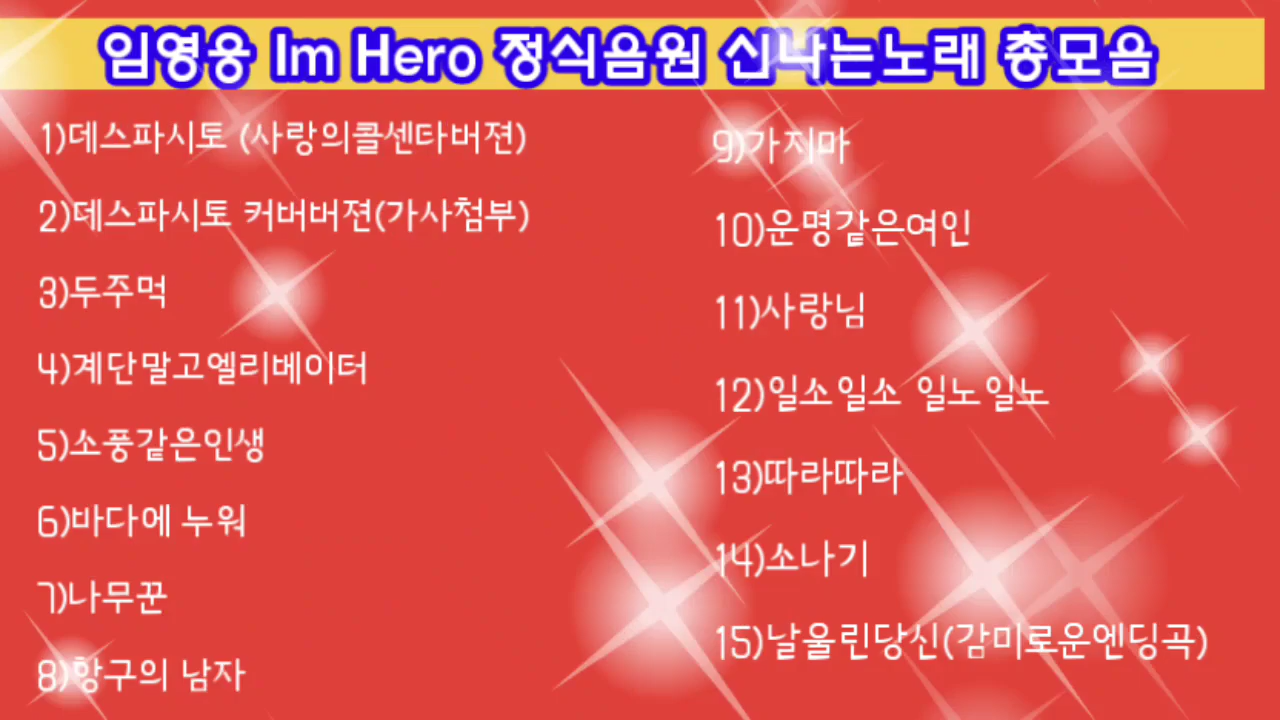 임영웅 Im Hero 정식음원 신나는노래 총모음
1)데스파시토 (사랑의콜센타버젼)
2)데스파시토 커버버젼(가사첨부)
3)두주먹
4)계단말고엘리베이터
5)소풍같은인생
6)바다에 누워
7)나무꾼
8)항구의 남자
9)가지마
10)운명같은여인
11)사랑님
12)일소일소 일노일노
13)따라따라
14)소나기
15)날울린당신(감미로운엔딩곡)